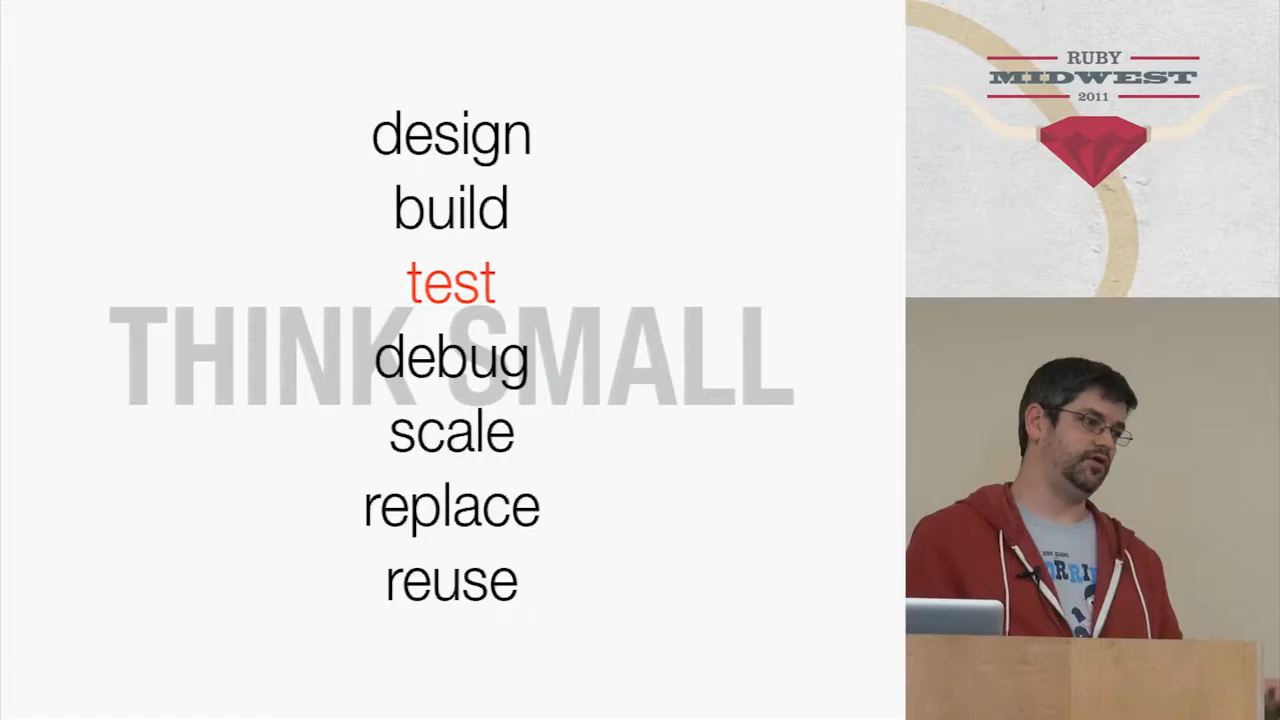 design
build
test
THINK SMALL
debug
scale
replace
reuse
RUBY
MIDWEST
2011